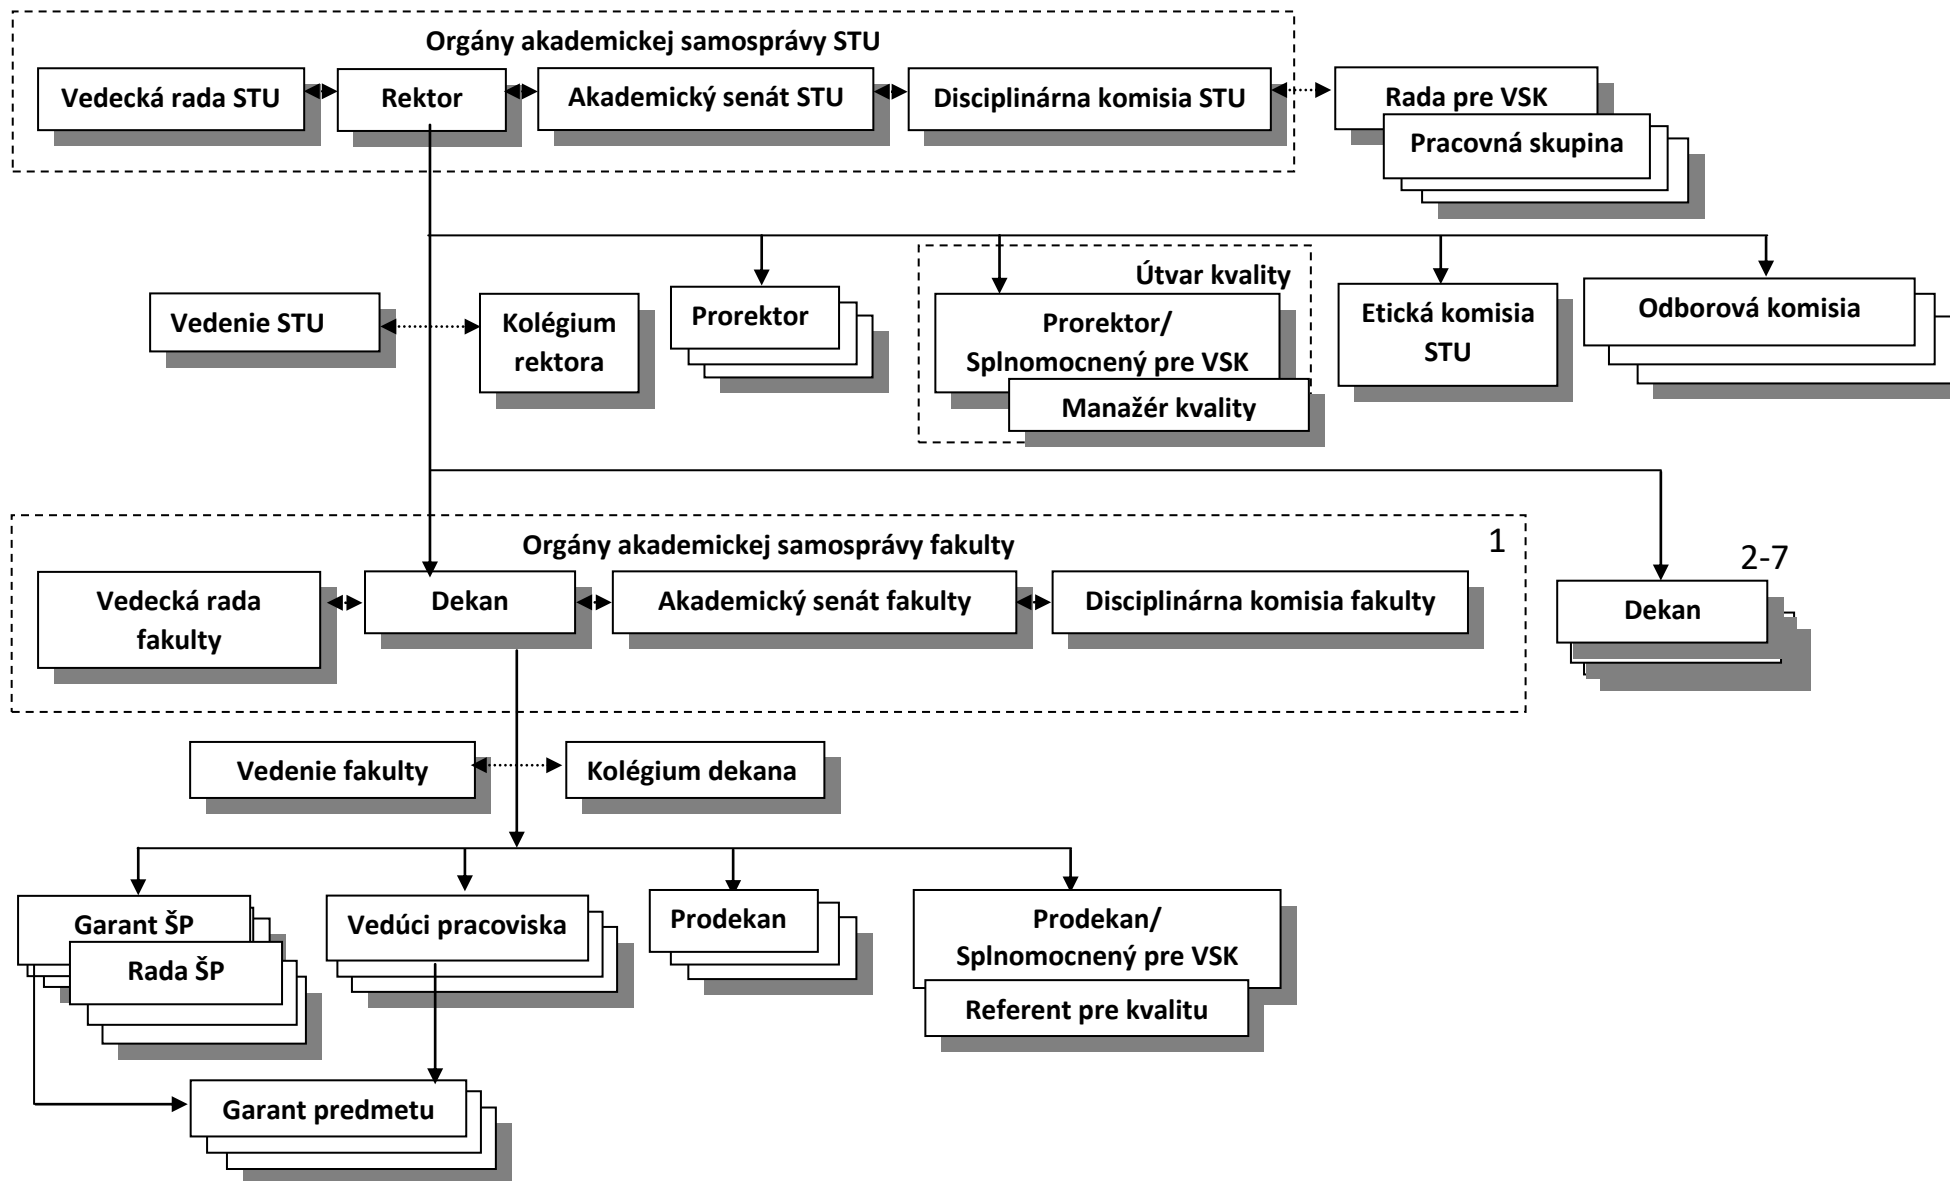 Orgány akademickej samosprávy STU
Vedecká rada STU
Rektor
Akademický senát STU
Disciplinárna komisia STU
Rada pre VSK
Pracovná skupina
Vedenie STU
Kolégium
rektora
Prorektor
Útvar kvality
Prorektor/
Splnomocnený pre VSK
Manažér kvality
Etická komisia
STU
Odborová komisia
Orgány akademickej samosprávy fakulty
1
Vedecká rada
fakulty
Dekan
Akademický senát fakulty
Disciplinárna komisia fakulty
2-7
Dekan
Vedenie fakulty
Kolégium dekana
Garant ŠP
Rada ŠP
Vedúci pracoviska
Prodekan
Prodekan/
Splnomocnený pre VSK
Referent pre kvalitu
Garant predmetu